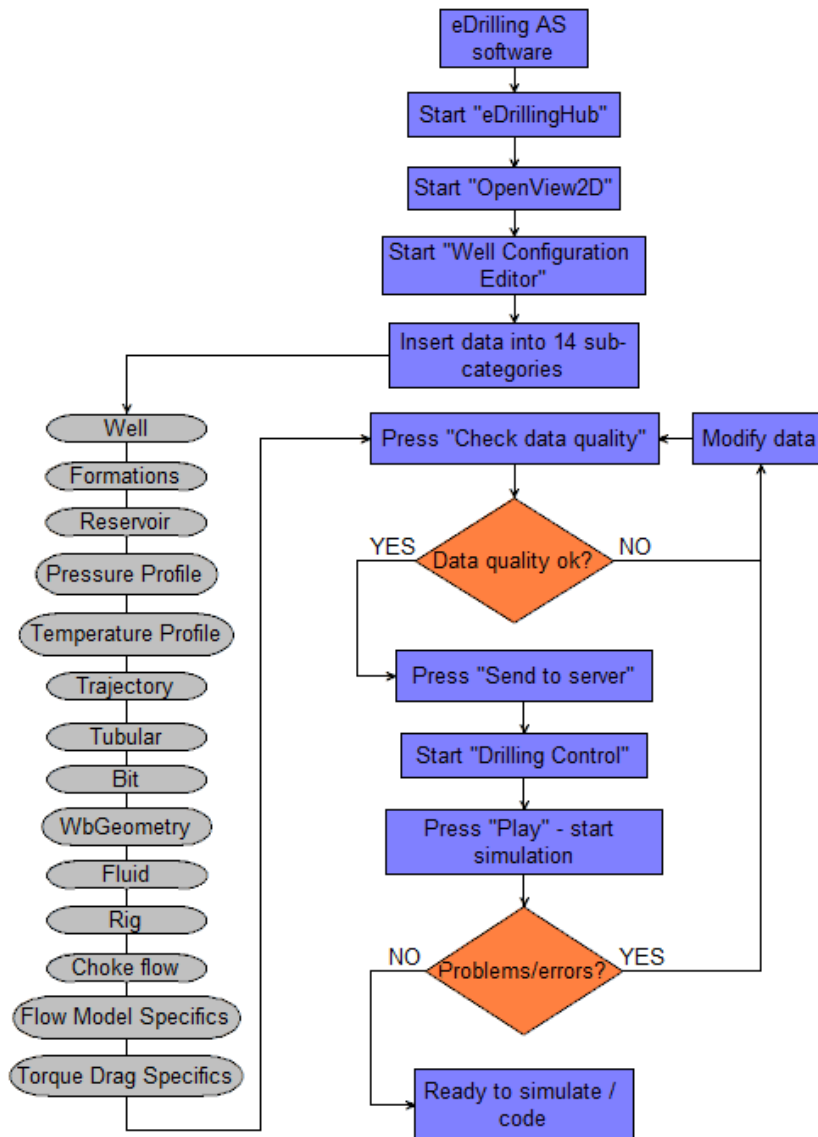 eDrilling AS
software
Start "eDrillingHub"
Start "OpenView2D"
Start "Well Configuration
Editor"
Insert data into 14 sub-
categories
Well
Formations
Reservoir
Pressure Profile
Temperature Profile
Trajectory
Tubular
Bit
WbGeometry
Fluid
Rig
Choke flow
Flow Model Specifics
Torque Drag Specifics
Press "Check data quality"
Modify data
YES
Data quality ok?
NO
Press "Send to server"
Start "Drilling Control"
Press "Play" - start
simulation
NO
Problems/errors?
YES
Ready to simulate /
code